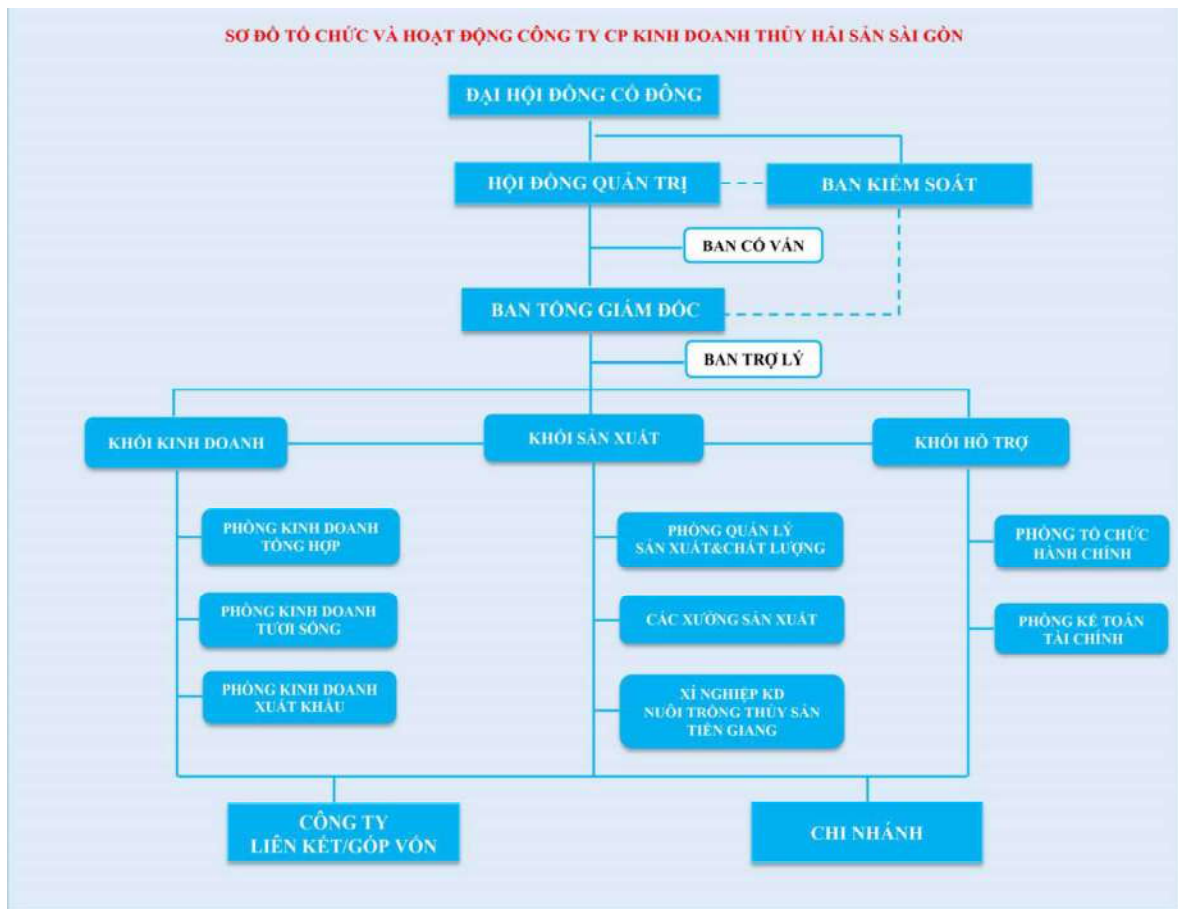 SƠ ĐỒ TỔ CHỨC VÀ HOẠT ĐỘNG CÔNG TY CP KINH DOANH THỦY HẢI SẢN SÀI GÒN
ĐẠI HỘI ĐỒNG CỔ ĐÔNG
HỘI ĐỒNG QUẢN TRỊ
BAN KIỂM SOÁT
BAN CỐ VẤN
BAN TỔNG GIÁM ĐỐC
BAN TRỢ LÝ
KHỐI KINH DOANH
KHỐI SẢN XUẤT
KHỐI HỖ TRỢ
PHÒNG KINH DOANH
TỔNG HỢP
PHÒNG QUẢN LÝ
SẢN XUẤT&CHẤT LƯỢNG
PHÒNG TỔ CHỨC
HÀNH CHÍNH
PHÒNG KINH DOANH
TƯƠI SỐNG
CÁC XƯỞNG SẢN XUẤT
PHÒNG KẾ TOÁN
TÀI CHÍNH
PHÒNG KINH DOANH
XUẤT KHẨU
XÍ NGHIỆP KD
NUÔI TRỒNG THỦY SẢN
TIỀN GIANG
CÔNG TY
LIÊN KẾT/GÓP VỐN
CHI NHÁNH